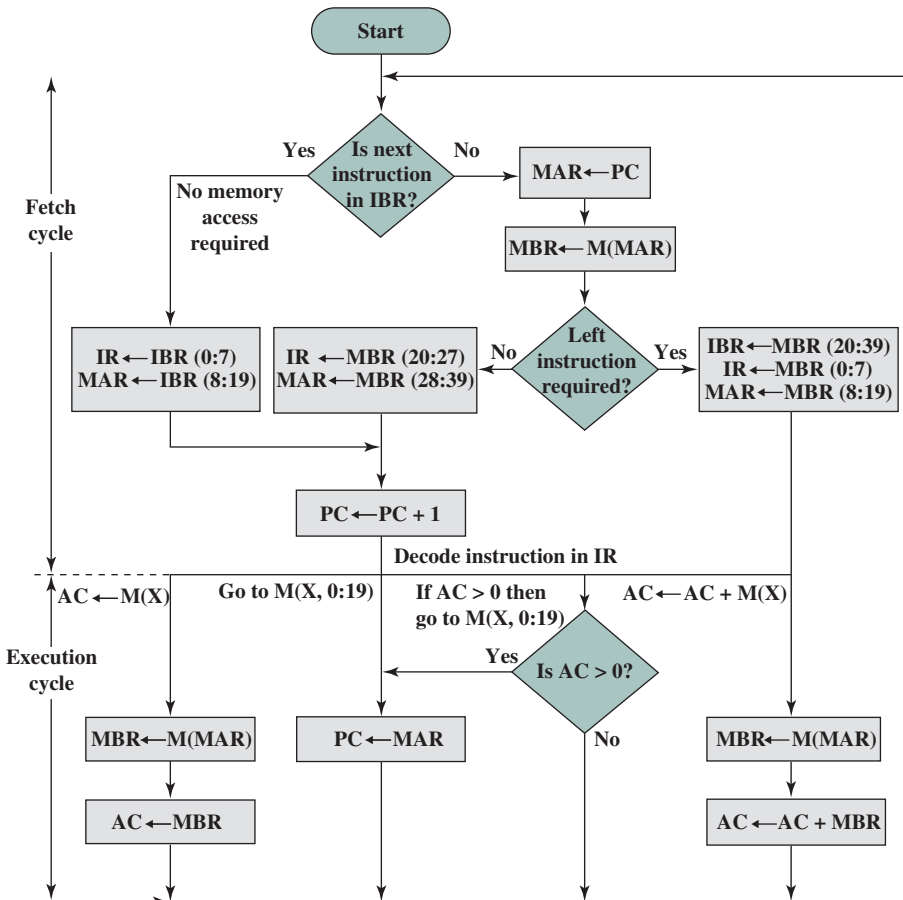 Start
Fetch
cycle
Yes
Is next
instruction
in IBR?
No
No memory
access
required
MAR ← PC
MBR ← M(MAR)
IR ← IBR (0:7)
MAR ← IBR (8:19)
IR ← MBR (20:27)
MAR ← MBR (28:39)
No
Left
instruction
required?
Yes
IBR ← MBR (20:39)
IR ← MBR (0:7)
MAR ← MBR (8:19)
PC ← PC + 1
Decode instruction in IR
Execution
cycle
AC ← M(X)
Go to M(X, 0:19)
If AC > 0 then
go to M(X, 0:19)
AC ← AC + M(X)
Yes
Is AC > 0?
No
MBR ← M(MAR)
AC ← MBR
PC ← MAR
MBR ← M(MAR)
AC ← AC + MBR